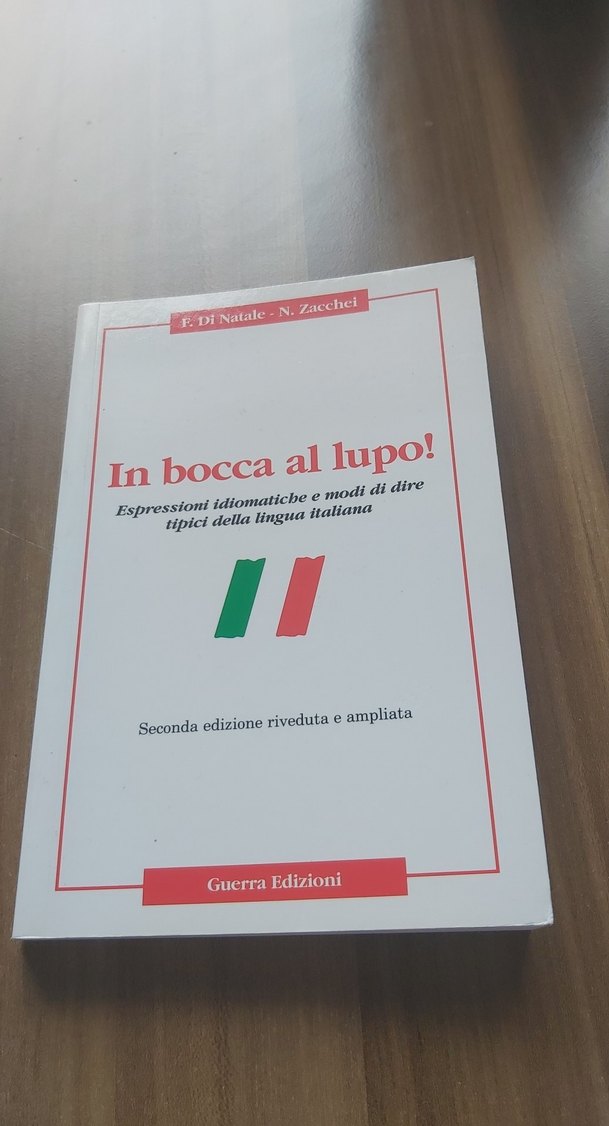 F. Di Natale - N. Zacchei
In bocca al lupo!
Espressioni idiomatiche e modi di dire
tipici della lingua italiana
Seconda edizione riveduta e ampliata
Guerra Edizioni